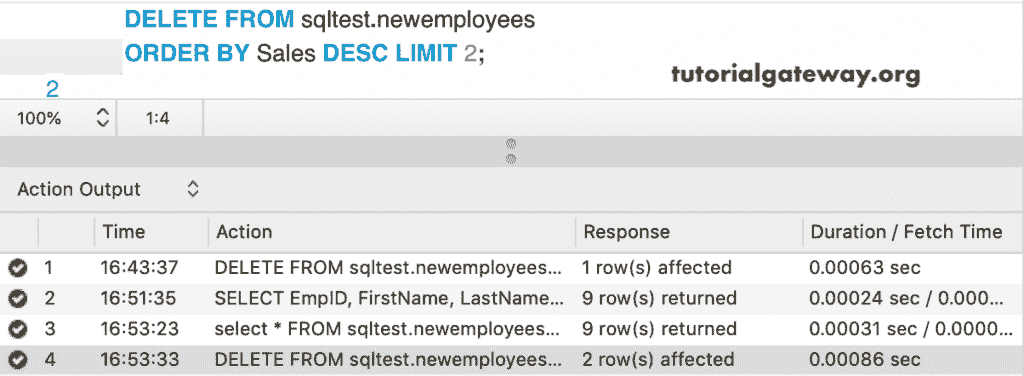 DELETE FROM sqltest.newemployees
ORDER BY Sales DESC LIMIT 2;
tutorialgateway.org
2
100% 1:4
Action Output
Time Action Response Duration / Fetch Time
1 16:43:37 DELETE FROM sqltest.newemployees... 1 row(s) affected 0.00063 sec
2 16:51:35 SELECT EmpID, FirstName, LastName... 9 row(s) returned 0.00024 sec / 0.000...
3 16:53:23 select * FROM sqltest.newemployees... 9 row(s) returned 0.00031 sec / 0.0000...
4 16:53:33 DELETE FROM sqltest.newemployees... 2 row(s) affected 0.00086 sec